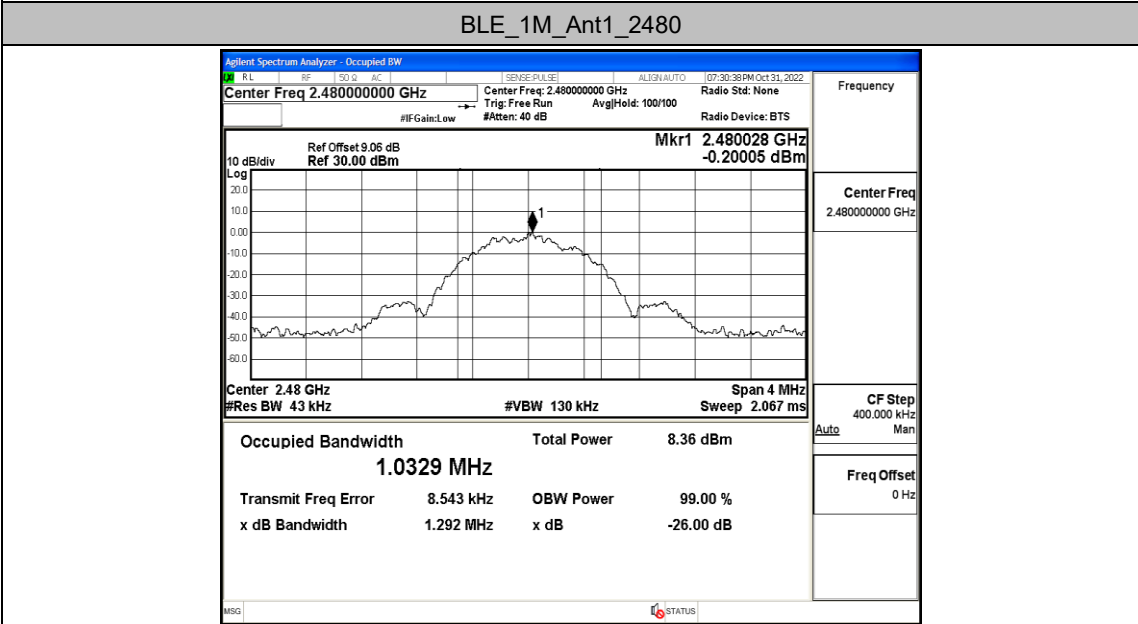 BLE_1M_Ant1_2480
Agilent Spectrum Analyzer - Occupied BW
RL RF 50 Ω AC SENSE:PULSE ALIGNAUTO 07:30:38 PM Oct 31, 2022
Center Freq 2.480000000 GHz
Center Freq: 2.480000000 GHz
Radio Std: None
Trig: Free Run Avg|Hold: 100/100
#IFGain:Low
#Atten: 40 dB
Radio Device: BTS
Frequency
Ref Offset 9.06 dB
10 dB/div Ref 30.00 dBm
Mkr1 2.480028 GHz
-0.20005 dBm
Log
20.0
10.0
0.00
-10.0
-20.0
-30.0
-40.0
-50.0
-60.0
1
Center 2.48 GHz
Span 4 MHz
#Res BW 43 kHz
#VBW 130 kHz
Sweep 2.067 ms
Center Freq
2.480000000 GHz
CF Step
400.000 kHz
Auto Man
Freq Offset
0 Hz
Occupied Bandwidth
1.0329 MHz
Total Power 8.36 dBm
Transmit Freq Error 8.543 kHz OBW Power 99.00 %
x dB Bandwidth 1.292 MHz x dB -26.00 dB
MSG
STATUS